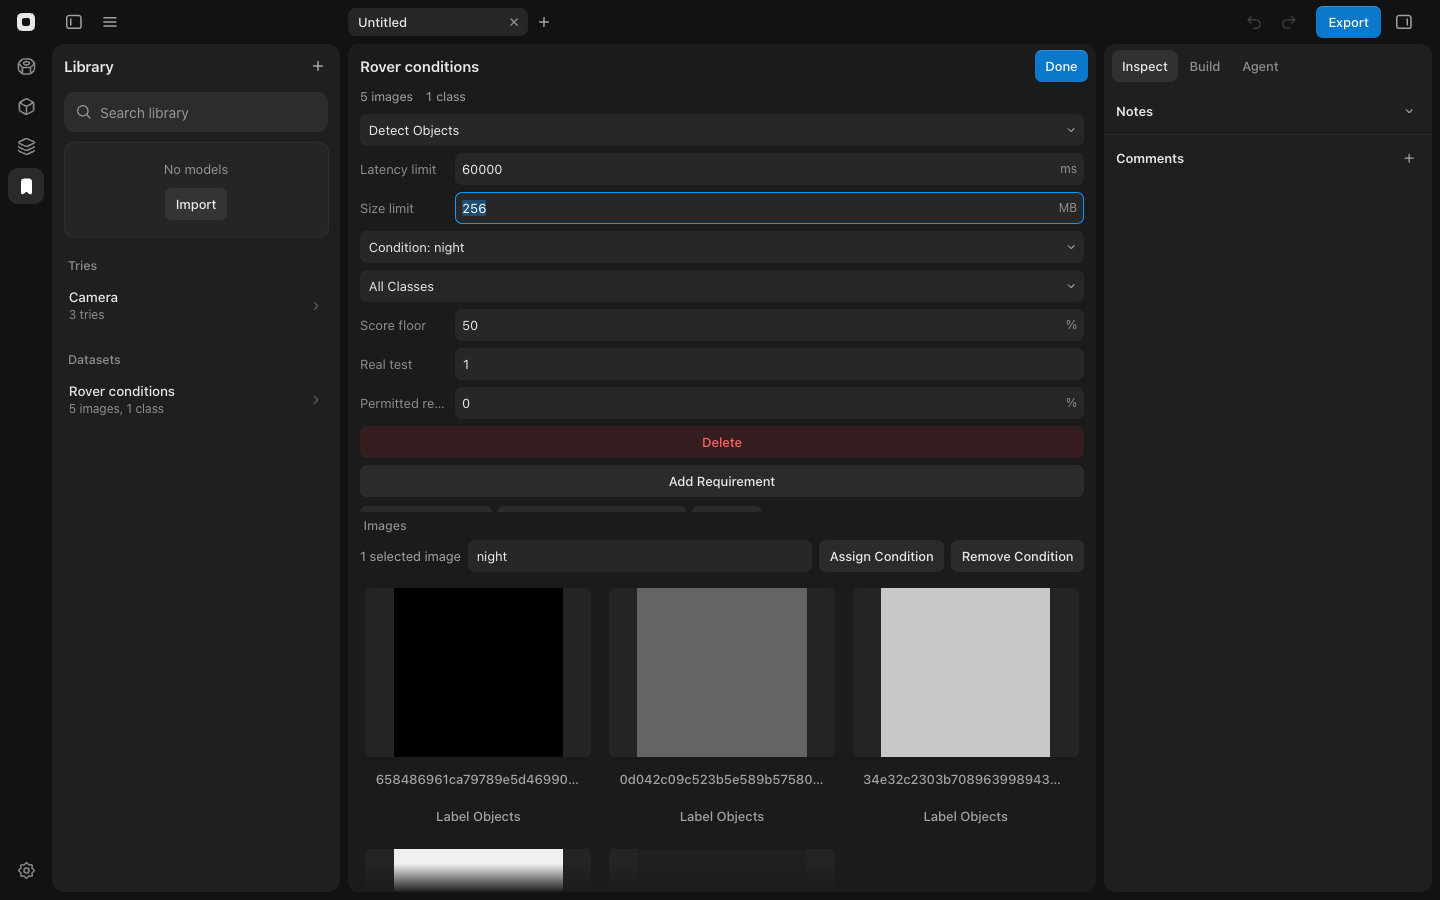 Untitled
Export
Library
Search library
No models
Import
Tries
Camera
3 tries
Datasets
Rover conditions
5 images, 1 class
Rover conditions
Done
5 images 1 class
Detect Objects
Latency limit 60000 ms
Size limit 256 MB
Condition: night
All Classes
Score floor 50 %
Real test 1
Permitted re... 0 %
Delete
Add Requirement
Images
1 selected image night Assign Condition Remove Condition
658486961ca79789e5d46990... 0d042c09c523b5e589b57580... 34e32c2303b708963998943...
Label Objects Label Objects Label Objects
Inspect Build Agent
Notes
Comments